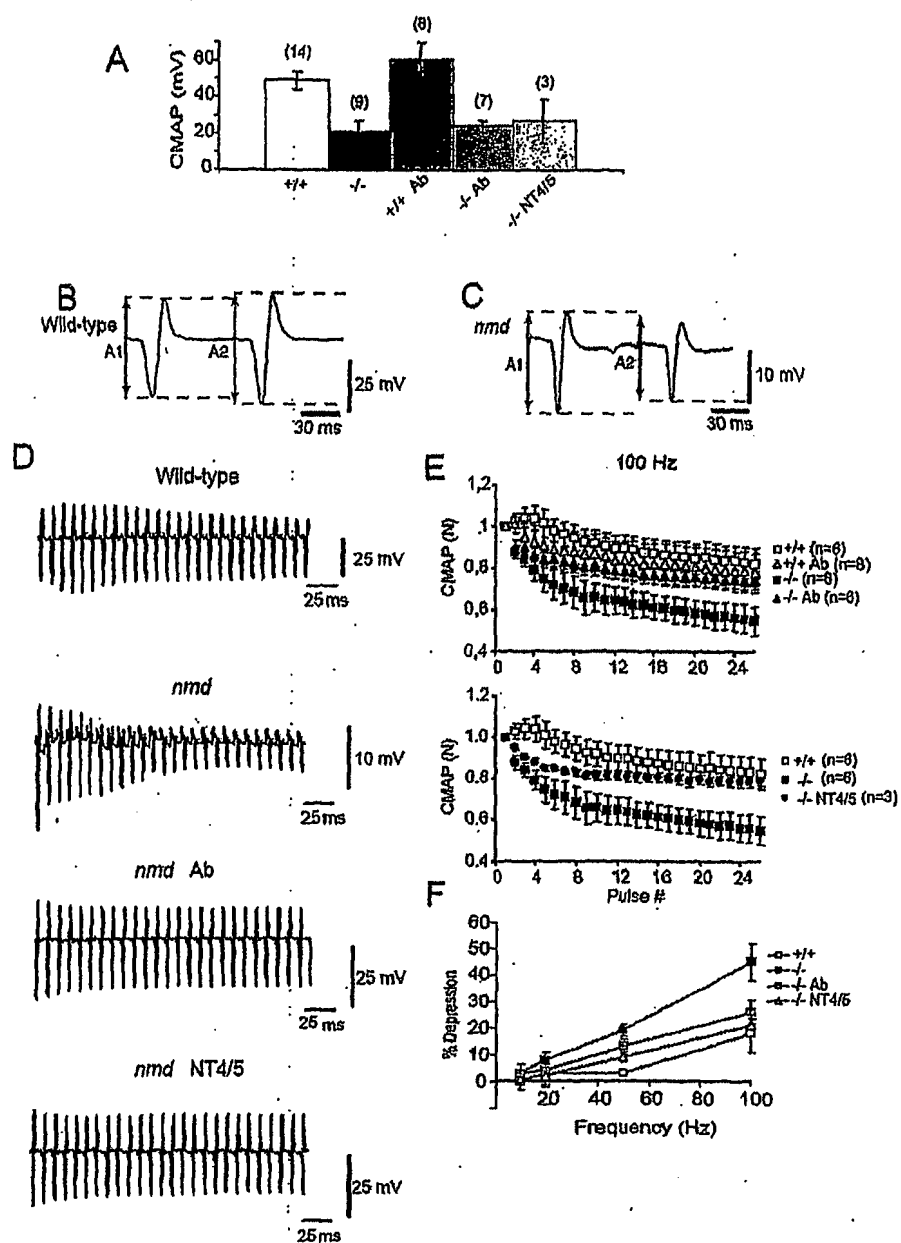 A
CMAP (mV)
60
40
20
0
(14)
(9)
(8)
(7)
(3)
+/+
-/-
+/+ Ab
-/- Ab
-/- NT4/5
B
Wild-type
A1
A2
25 mV
30 ms
C
nmd
A1
A2
10 mV
30 ms
D
Wild-type
25 mV
25ms
nmd
10 mV
25ms
nmd Ab
25 mV
25 ms
nmd NT4/5
25 mV
25 ms
E
100 Hz
CMAP (N)
1,2
1
0,8
0,6
0,4
0 4 8 12 16 20 24
+/+ (n=6)
+/+ Ab (n=8)
-/- (n=6)
-/- Ab (n=6)
CMAP (N)
1.2
1.0
0.8
0.6
0.4
0 4 8 12 16 20 24
Pulse #
+/+ (n=6)
-/- (n=6)
-/- NT4/5 (n=3)
F
% Depression
60
50
40
30
20
10
0
20 40 60 80 100
Frequency (Hz)
+/+
-/-
-/- Ab
-/- NT4/5